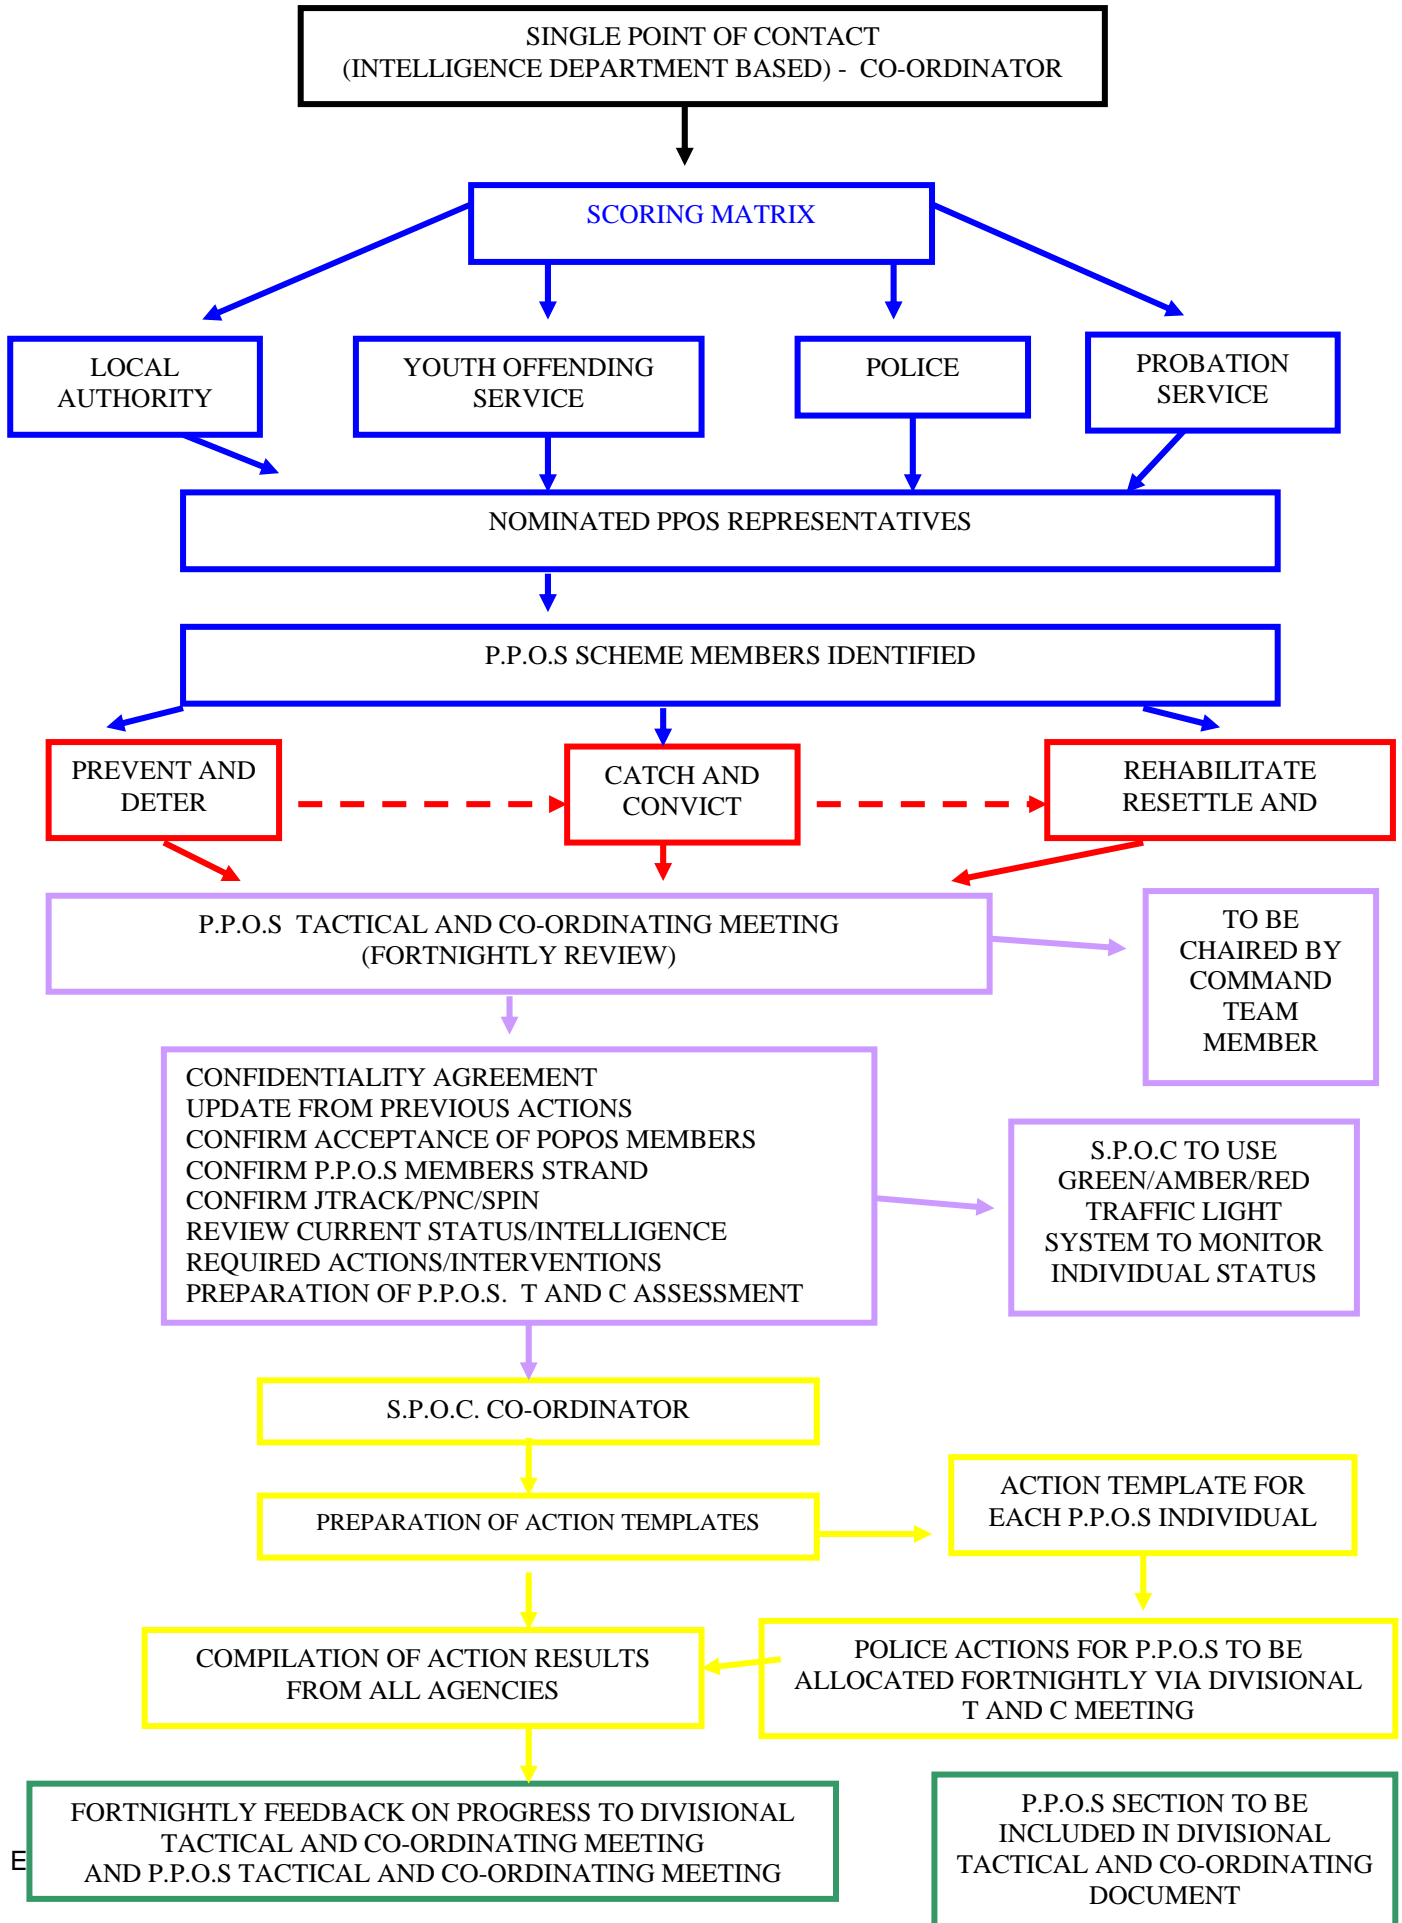 SINGLE POINT OF CONTACT
(INTELLIGENCE DEPARTMENT BASED) - CO-ORDINATOR
SCORING MATRIX
LOCAL
AUTHORITY
YOUTH OFFENDING
SERVICE
POLICE
PROBATION
SERVICE
NOMINATED PPOS REPRESENTATIVES
P.P.O.S SCHEME MEMBERS IDENTIFIED
PREVENT AND
DETER
CATCH AND
CONVICT
REHABILITATE
RESETTLE AND
P.P.O.S TACTICAL AND CO-ORDINATING MEETING
(FORTNIGHTLY REVIEW)
TO BE
CHAIRED BY
COMMAND
TEAM
MEMBER
CONFIDENTIALITY AGREEMENT
UPDATE FROM PREVIOUS ACTIONS
CONFIRM ACCEPTANCE OF POPOS MEMBERS
CONFIRM P.P.O.S MEMBERS STRAND
CONFIRM JTRACK/PNC/SPIN
REVIEW CURRENT STATUS/INTELLIGENCE
REQUIRED ACTIONS/INTERVENTIONS
PREPARATION OF P.P.O.S. T AND C ASSESSMENT
S.P.O.C TO USE
GREEN/AMBER/RED
TRAFFIC LIGHT
SYSTEM TO MONITOR
INDIVIDUAL STATUS
S.P.O.C. CO-ORDINATOR
PREPARATION OF ACTION TEMPLATES
ACTION TEMPLATE FOR
EACH P.P.O.S INDIVIDUAL
COMPILATION OF ACTION RESULTS
FROM ALL AGENCIES
POLICE ACTIONS FOR P.P.O.S TO BE
ALLOCATED FORTNIGHTLY VIA DIVISIONAL
T AND C MEETING
FORTNIGHTLY FEEDBACK ON PROGRESS TO DIVISIONAL
TACTICAL AND CO-ORDINATING MEETING
AND P.P.O.S TACTICAL AND CO-ORDINATING MEETING
E
P.P.O.S SECTION TO BE
INCLUDED IN DIVISIONAL
TACTICAL AND CO-ORDINATING
DOCUMENT